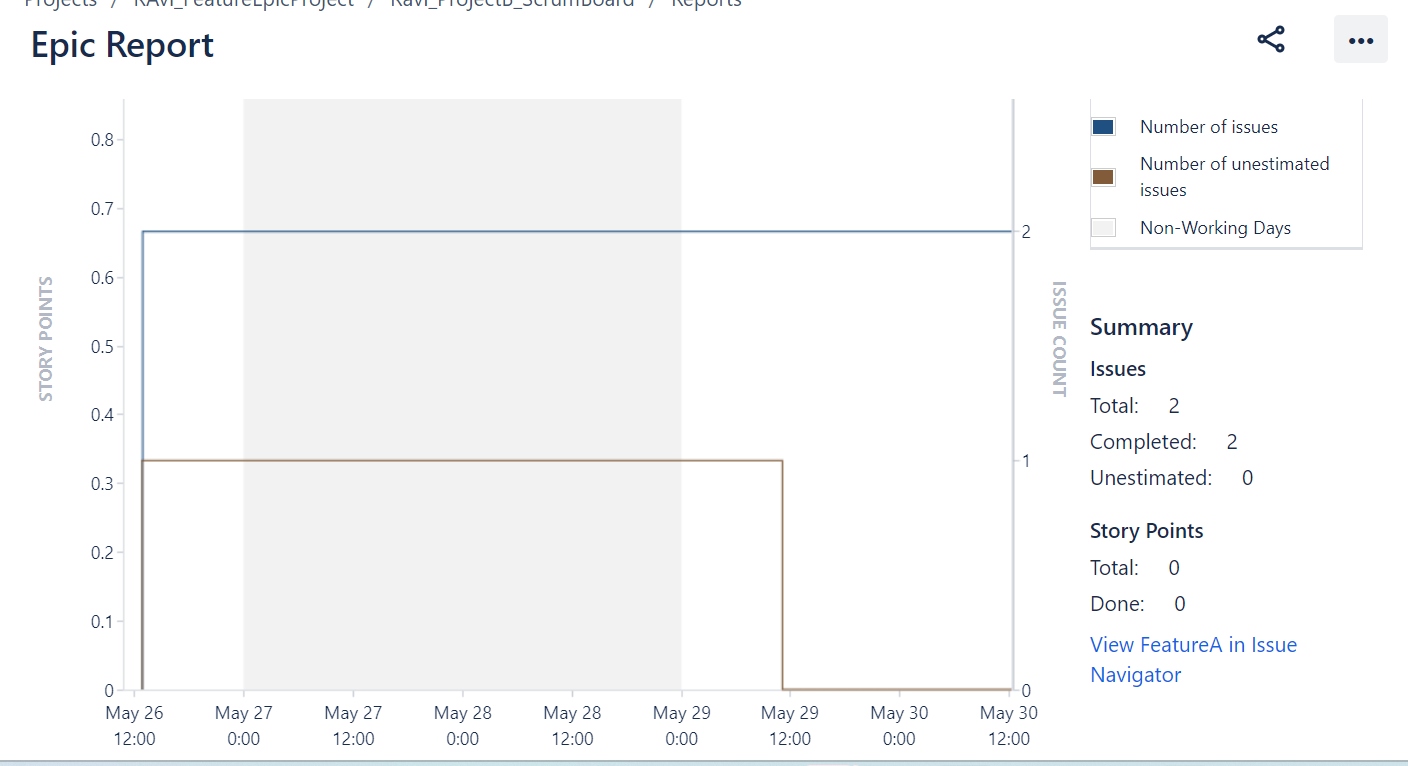 Projects / RAvi_FeatureEpicProject / Ravi_ProjectB_ScrumBoard / Reports
Epic Report
0.8
0.7
0.6
0.5
0.4
0.3
0.2
0.1
0
STORY POINTS
2
1
0
ISSUE COUNT
May 26 May 27 May 27 May 28 May 28 May 29 May 29 May 30 May 30
12:00 0:00 12:00 0:00 12:00 0:00 12:00 0:00 12:00
Number of issues
Number of unestimated
issues
Non-Working Days
Summary
Issues
Total: 2
Completed: 2
Unestimated: 0
Story Points
Total: 0
Done: 0
View FeatureA in Issue
Navigator